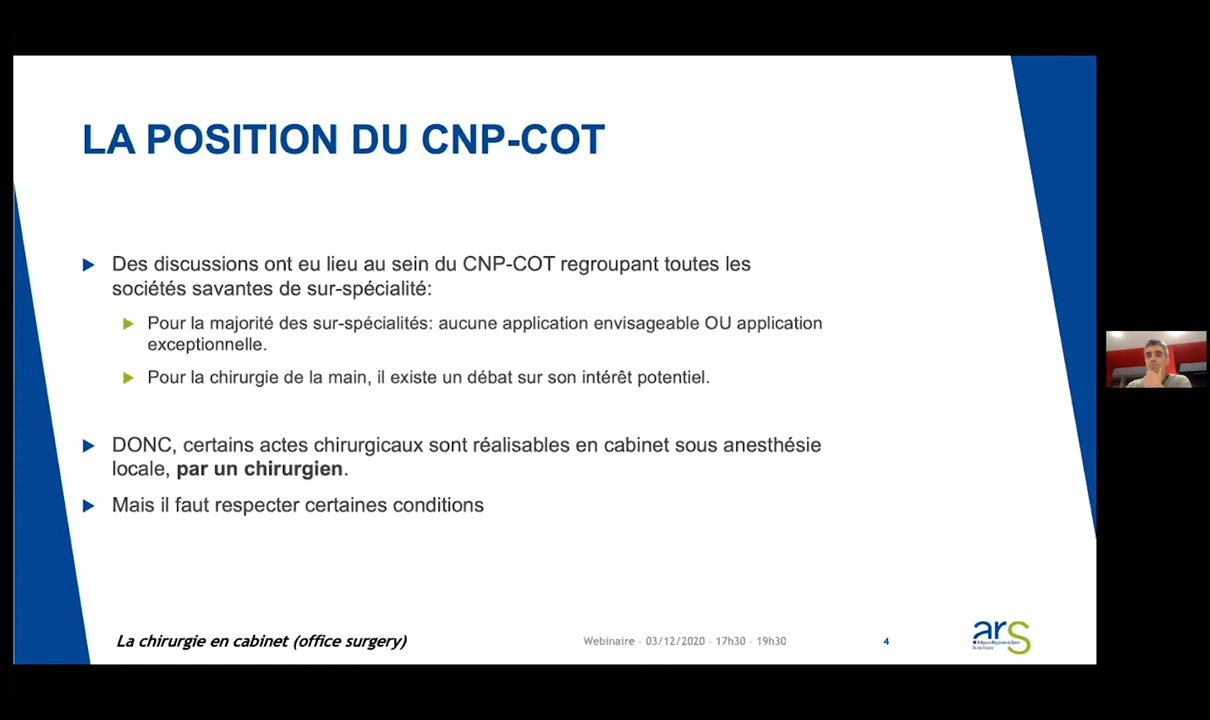 LA POSITION DU CNP-COT
Des discussions ont eu lieu au sein du CNP-COT regroupant toutes les
sociétés savantes de sur-spécialité:
Pour la majorité des sur-spécialités: aucune application envisageable OU application
exceptionnelle.
Pour la chirurgie de la main, il existe un débat sur son intérêt potentiel.
DONC, certains actes chirurgicaux sont réalisables en cabinet sous anesthésie
locale, par un chirurgien.
Mais il faut respecter certaines conditions
La chirurgie en cabinet (office surgery)
Webinaire - 03/12/2020 - 17h30 - 19h30
4
ars